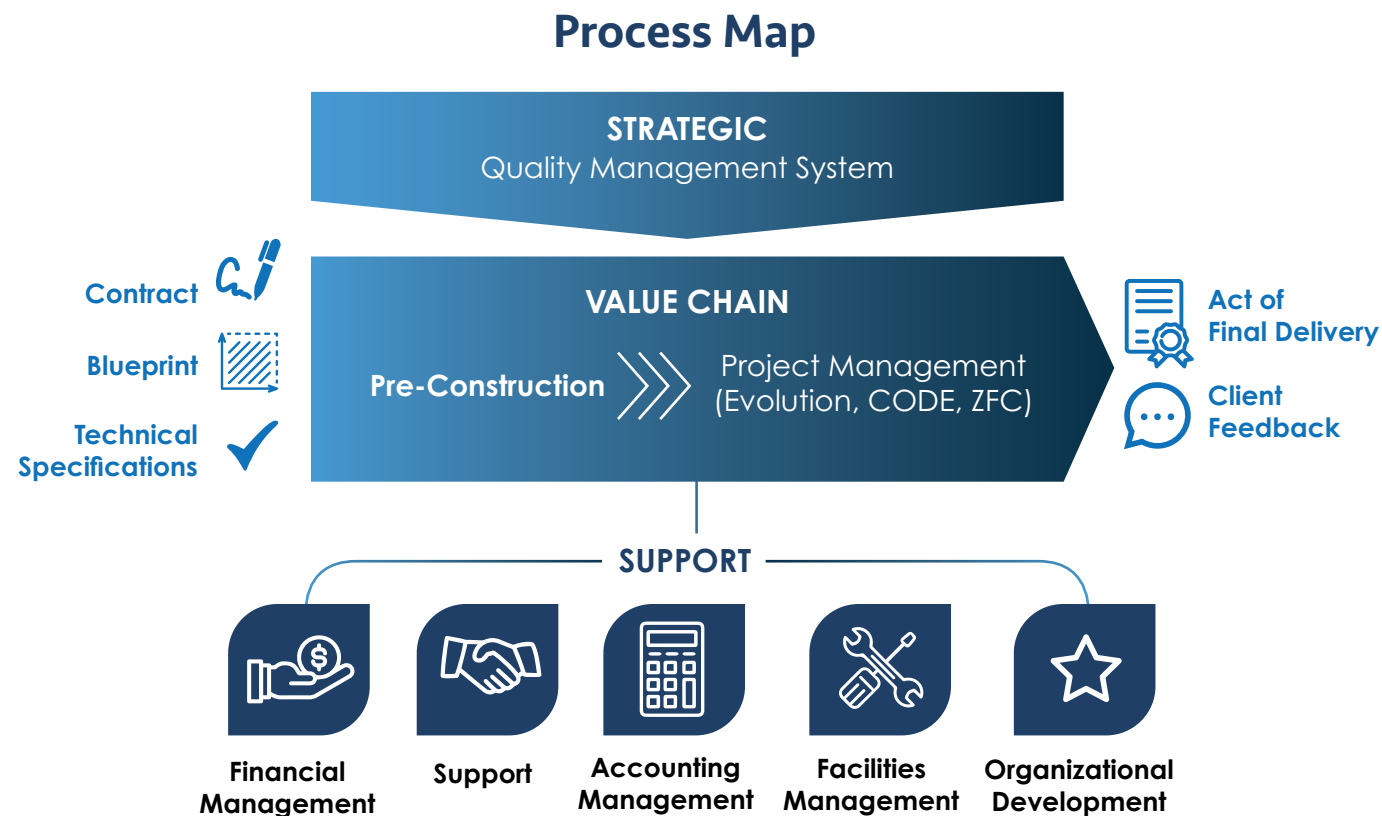 Process Map
STRATEGIC
Quality Management System
Contract
Blueprint
Technical
Specifications
VALUE CHAIN
Pre-Construction
Project Management
(Evolution, CODE, ZFC)
Act of
Final Delivery
Client
Feedback
SUPPORT
Financial
Management
Support
Accounting
Management
Facilities
Management
Organizational
Development